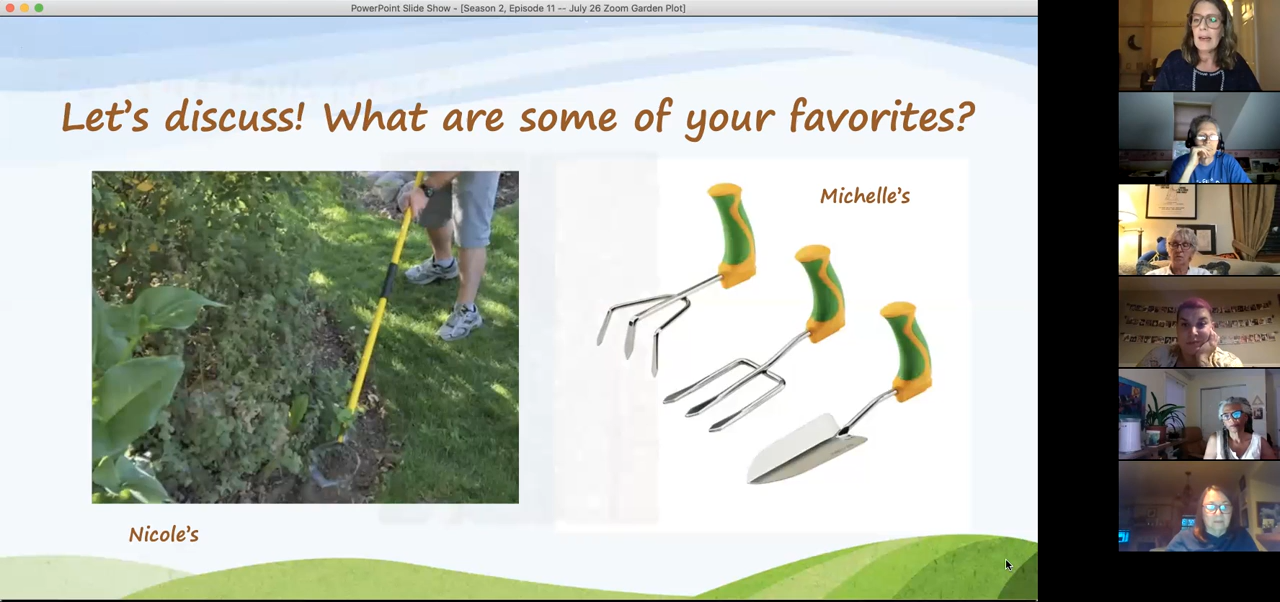 PowerPoint Slide Show - [Season 2, Episode 11 -- July 26 Zoom Garden Plot]
Let's discuss! What are some of your favorites?
Michelle's
Nicole's